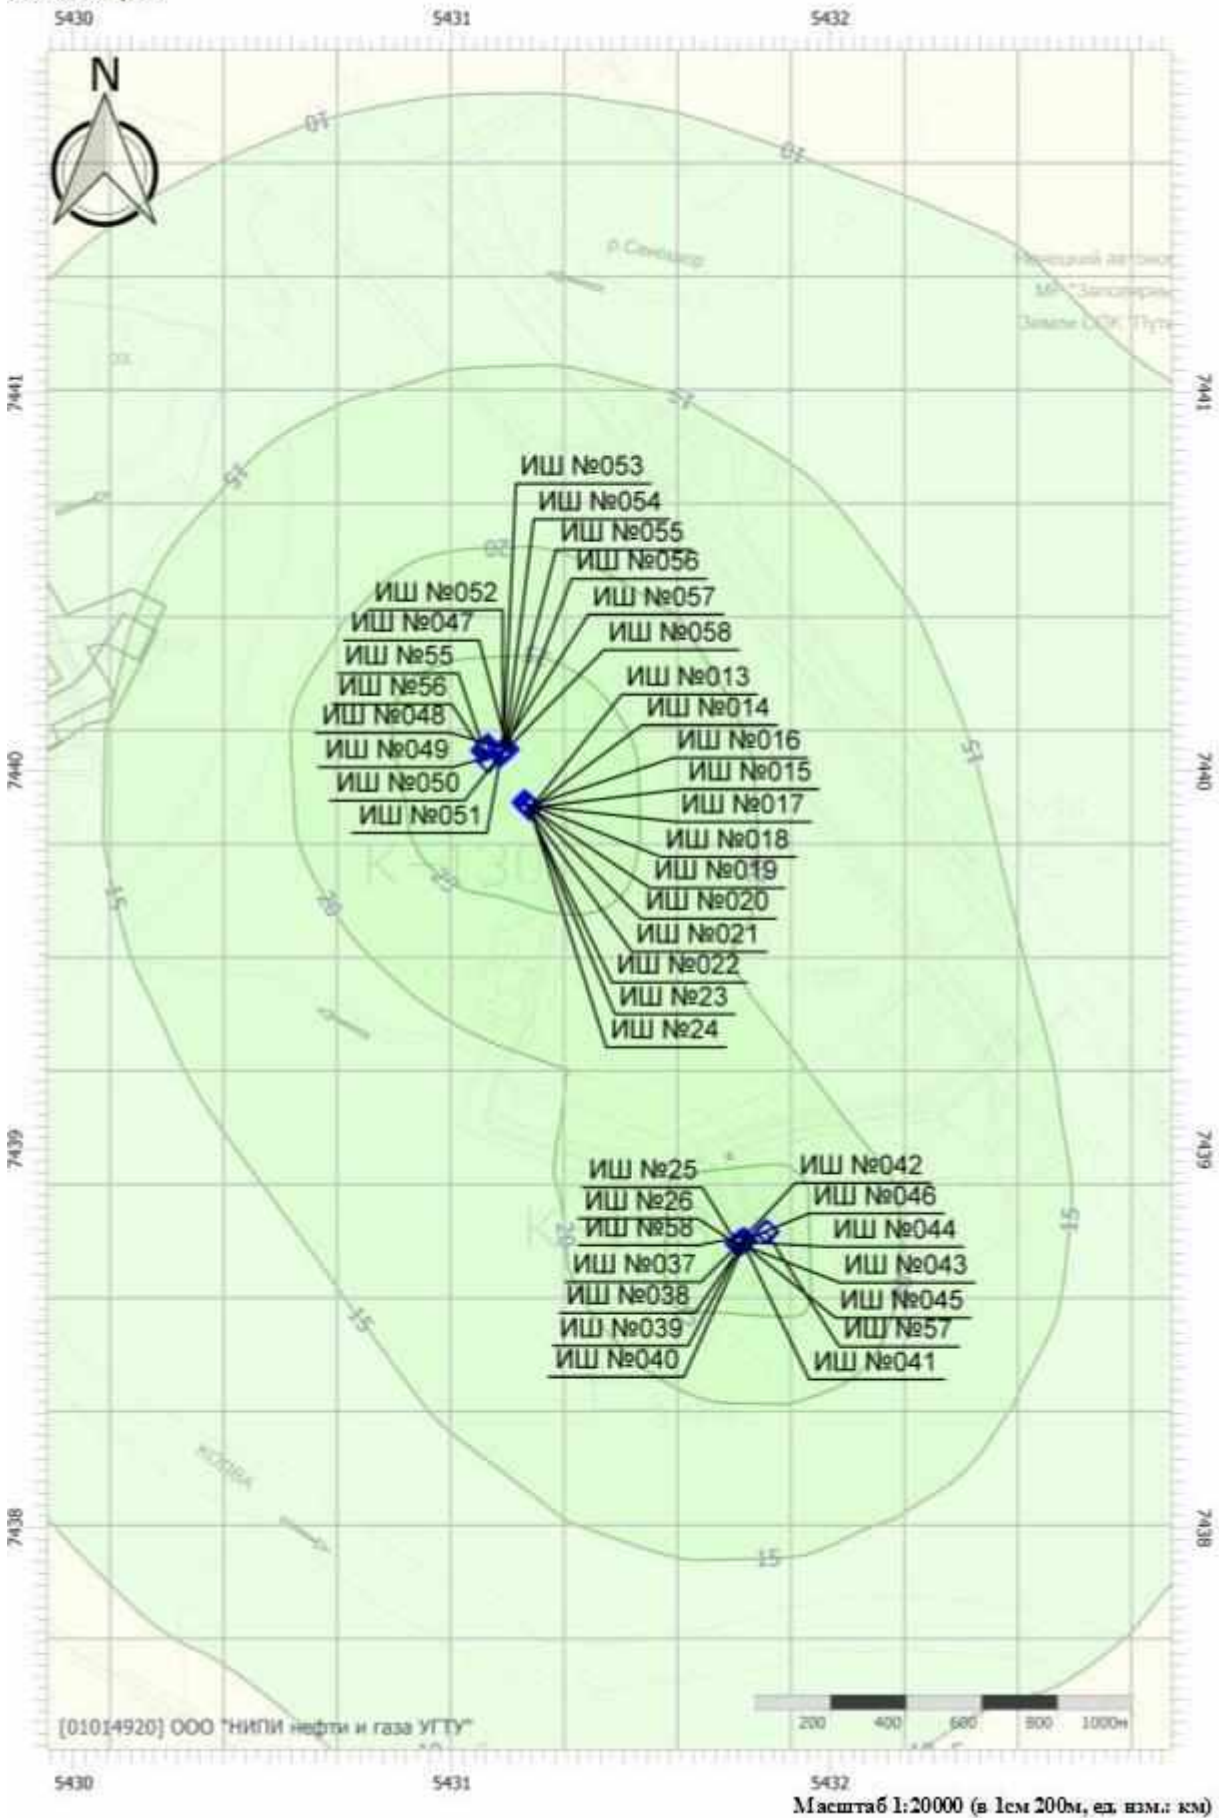 5430 5431 5432
N
10
10
р.Сеношор
7441 7441
15
ИШ №053
ИШ №054
ИШ №055
20
ИШ №056
ИШ №052
ИШ №057
ИШ №047
ИШ №058
ИШ №55
ИШ №013
ИШ №56
ИШ №014
ИШ №048
ИШ №016
ИШ №049
15
7440 7440
ИШ №015
ИШ №050
ИШ №017
ИШ №051
ИШ №018
ИШ №019
15
20
25
ИШ №020
ИШ №021
ИШ №022
ИШ №23
ИШ №24
7439 7439
ИШ №25
ИШ №042
ИШ №26
ИШ №046
15
ИШ №58
ИШ №044
20
ИШ №037
ИШ №043
ИШ №038
ИШ №045
15
ИШ №039
ИШ №57
ИШ №040
ИШ №041
7438 7438
15
200 400 600 800 1000м
[01014920] ООО "НИПИ нефти и газа УГТУ"
5430 5431 5432
Масштаб 1:20000 (в 1см 200м, ед. изм.: км)